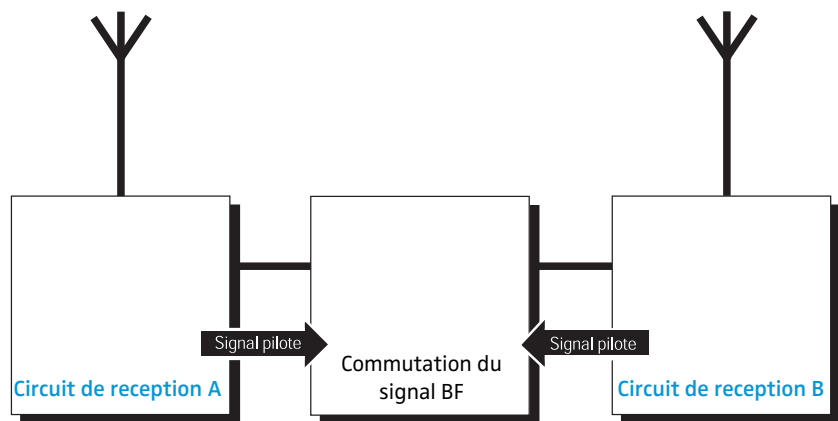 Signal pilote
Signal pilote
Commutation du
signal BF
Circuit de reception A
Circuit de reception B